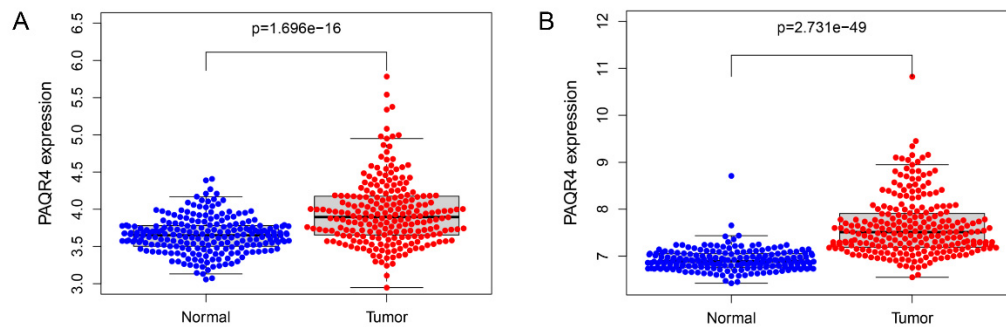 A
p=1.696e−16
PAQR4 expression
6.5
6.0
5.5
5.0
4.5
4.0
3.5
3.0
Normal
Tumor
B
p=2.731e−49
PAQR4 expression
12
11
10
9
8
7
Normal
Tumor